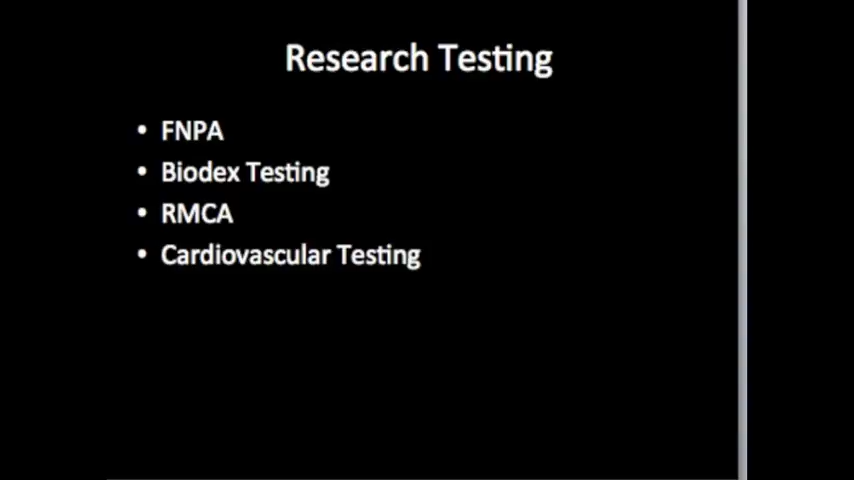 Research Testing
• FNPA
• Biodex Testing
• RMCA
• Cardiovascular Testing